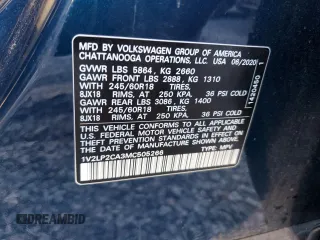 MFD BY VOLKSWAGEN GROUP OF AMERICA
CHATTANOOGA OPERATIONS, LLC. USA 08/2020
GVWR LBS 5864, KG 2660
GAWR FRONT LBS 2888, KG 1310
WITH 245/60R18 TIRES,
8JX18 RIMS, AT 250 KPA. 36 PSI COLD
GAWR REAR LBS 3086, KG 1400
WITH 245/60R18 TIRES,
8JX18 RIMS, AT 250 KPA. 36 PSI COLD
THIS VEHICLE CONFORMS TO ALL APPLICABLE
U.S. FEDERAL MOTOR VEHICLE SAFETY AND
THEFT PREVENTION STANDARDS IN EFFECT ON
THE DATE OF MANUFACTURE SHOWN ABOVE.
1V2LP2CA3MC505266 TYPE: MPV
DREAMBID